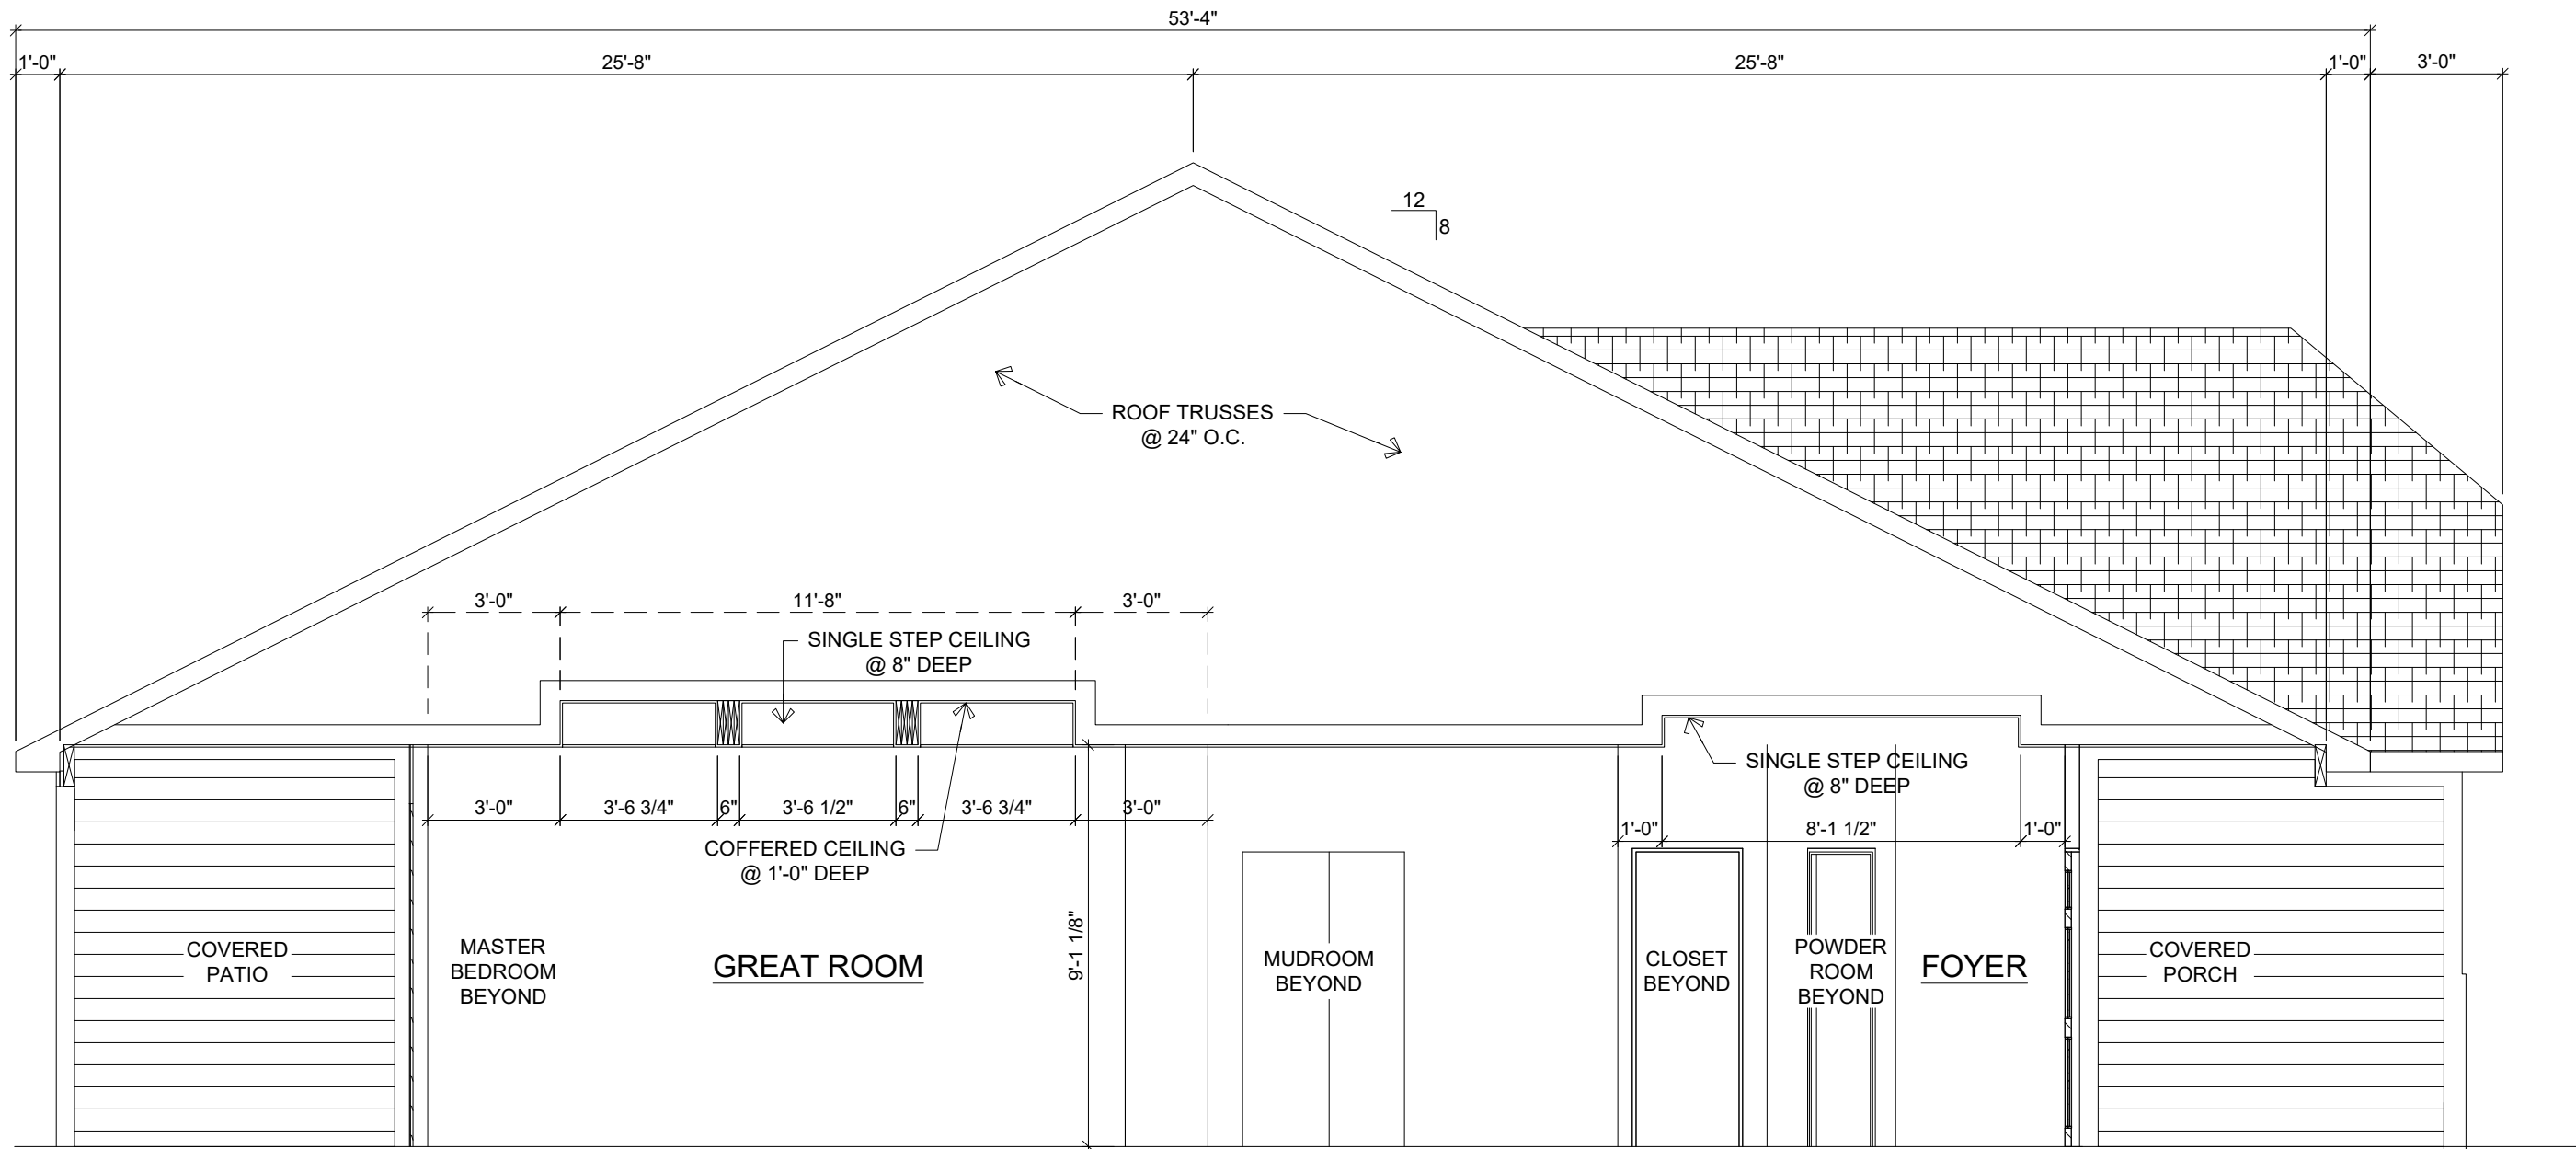 53'-4"
1'-0"
25'-8"
25'-8"
1'-0"
3'-0"
12
8
ROOF TRUSSES
@ 24" O.C.
3'-0"
11'-8"
3'-0"
SINGLE STEP CEILING
@ 8" DEEP
SINGLE STEP CEILING
@ 8" DEEP
3'-0"
3'-6 3/4"
6"
3'-6 1/2"
6"
3'-6 3/4"
3'-0"
1'-0"
8'-1 1/2"
1'-0"
COFFERED CEILING
@ 1'-0" DEEP
9'-1 1/8"
COVERED
PATIO
MASTER
BEDROOM
BEYOND
GREAT ROOM
MUDROOM
BEYOND
CLOSET
BEYOND
POWDER
ROOM
BEYOND
FOYER
COVERED
PORCH